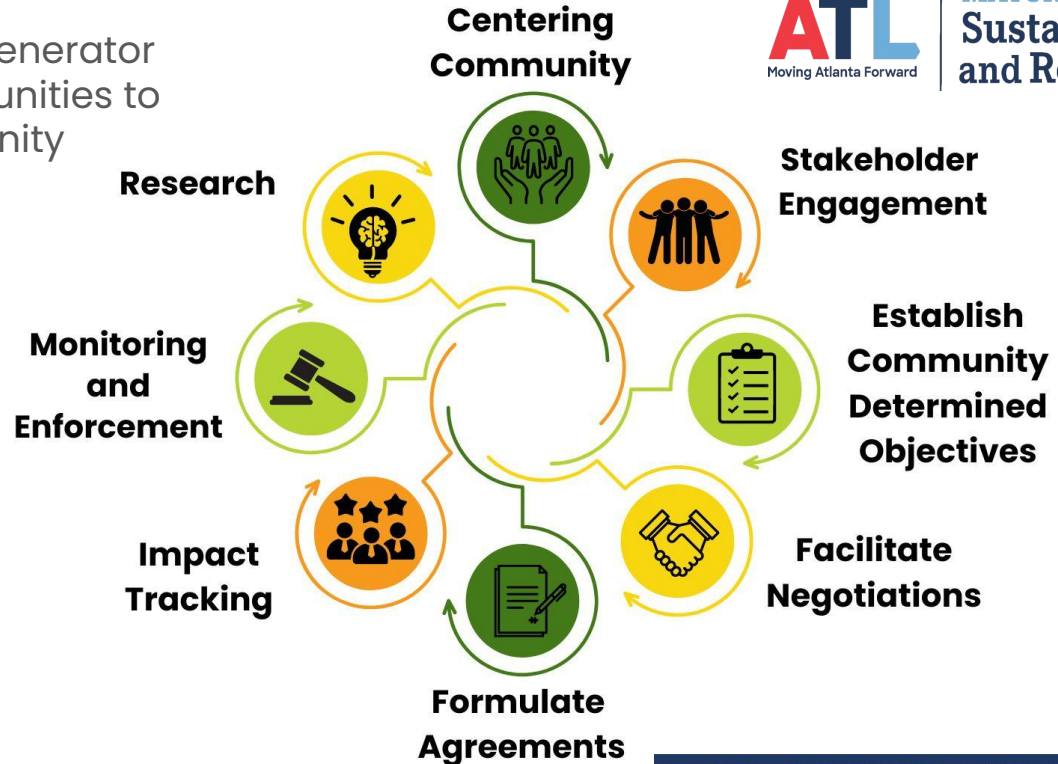 enerator
unities to
nity
Centering
Community
ATL
Moving Atlanta Forward
Susta
and Re
Research
Stakeholder
Engagement
Monitoring
and
Enforcement
Establish
Community
Determined
Objectives
Impact
Tracking
Facilitate
Negotiations
Formulate
Agreements